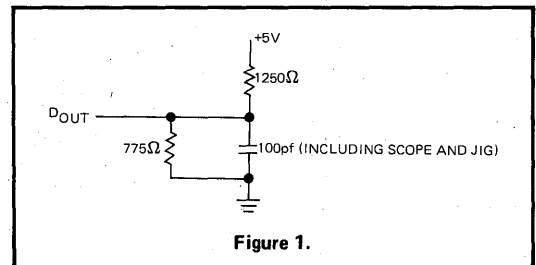 +5V
1250Ω
DOUT
775Ω
100pf (INCLUDING SCOPE AND JIG)
Figure 1.